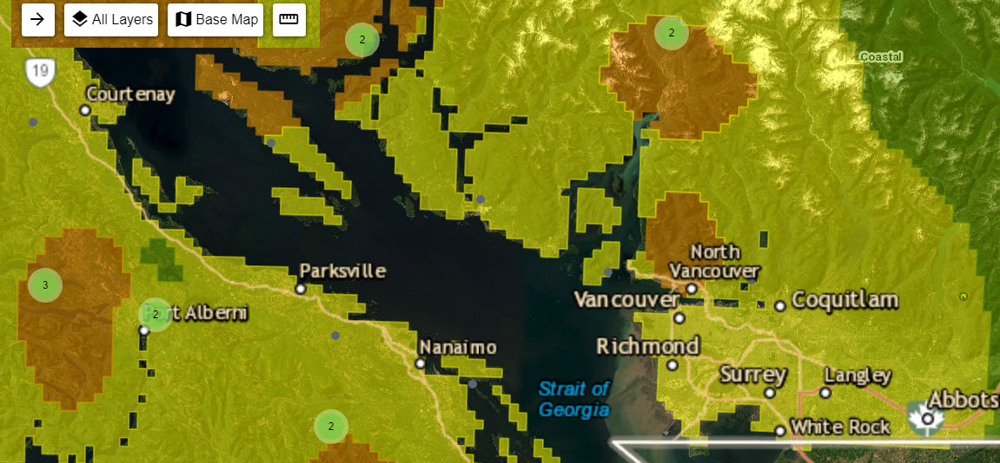 All Layers
Base Map
2
2
19
Coastal
Courtenay
North
Vancouver
3
Parksville
Vancouver
Coquitlam
2
Port Alberni
Nanaimo
Richmond
Strait of
Georgia
Surrey
Langley
Abbots
2
White Rock